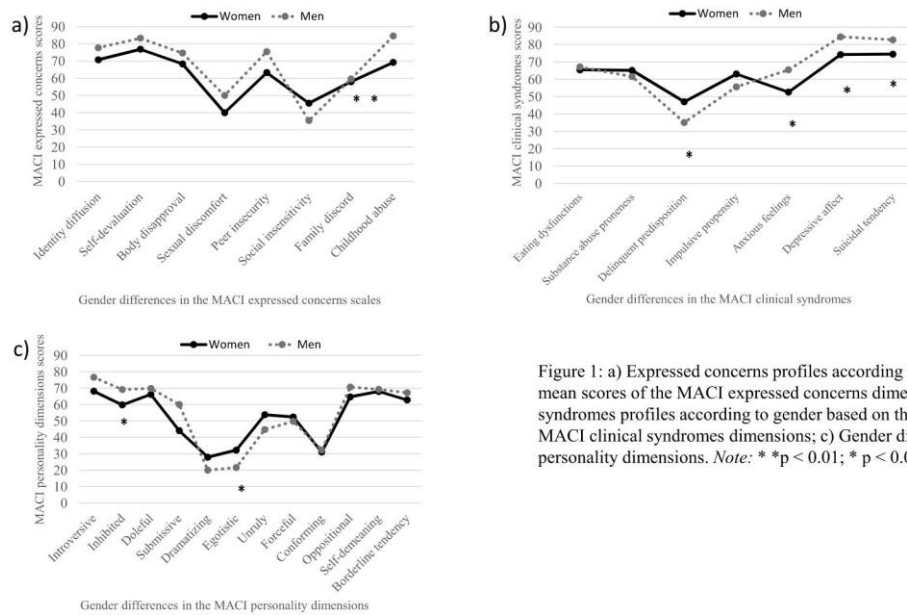 a)
Women
Men
MACI expressed concerns scores
90
80
70
60
50
40
30
20
10
0
* *
Identity diffusion
Self-devaluation
Body disapproval
Sexual discomfort
Peer insecurity
Social insensitivity
Family discord
Childhood abuse
Gender differences in the MACI expressed concerns scales
b)
Women
Men
MACI clinical syndromes scores
90
80
70
60
50
40
30
20
10
0
*
*
*
*
Eating dysfunctions
Substance abuse proneness
Delinquent predisposition
Impulsive propensity
Anxious feelings
Depressive affect
Suicidal tendency
Gender differences in the MACI clinical syndromes
c)
Women
Men
MACI personality dimensions scores
90
80
70
60
50
40
30
20
10
0
*
*
Introversive
Inhibited
Doleful
Submissive
Dramatizing
Egotistic
Unruly
Forceful
Conforming
Oppositional
Self-demeaning
Borderline tendency
Gender differences in the MACI personality dimensions
Figure 1: a) Expressed concerns profiles according
mean scores of the MACI expressed concerns dime
syndromes profiles according to gender based on th
MACI clinical syndromes dimensions; c) Gender di
personality dimensions. Note: * *p < 0.01; * p < 0.0